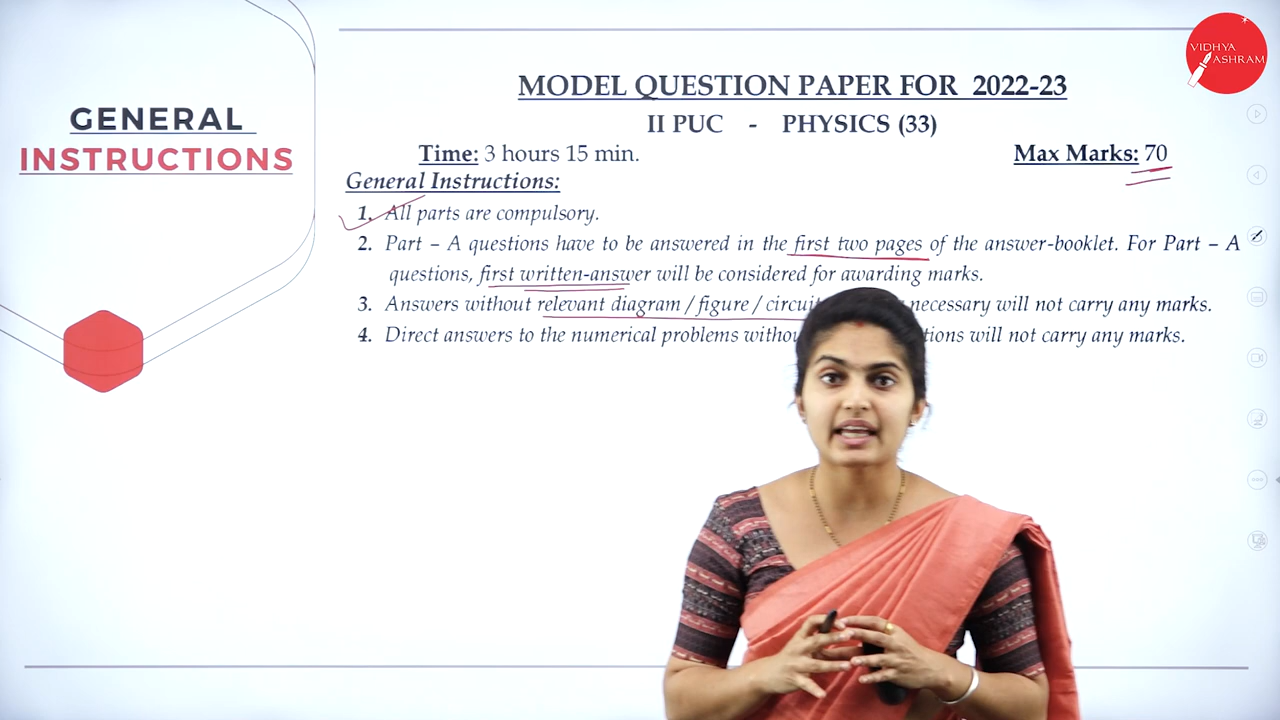 VIDHYA
ASHRAM
GENERAL
INSTRUCTIONS
MODEL QUESTION PAPER FOR 2022-23
II PUC - PHYSICS (33)
Time: 3 hours 15 min.
Max Marks: 70
General Instructions:
1. All parts are compulsory.
2. Part – A questions have to be answered in the first two pages of the answer-booklet. For Part – A
questions, first written-answer will be considered for awarding marks.
3. Answers without relevant diagram / figure / circuit necessary will not carry any marks.
4. Direct answers to the numerical problems will not carry any marks.